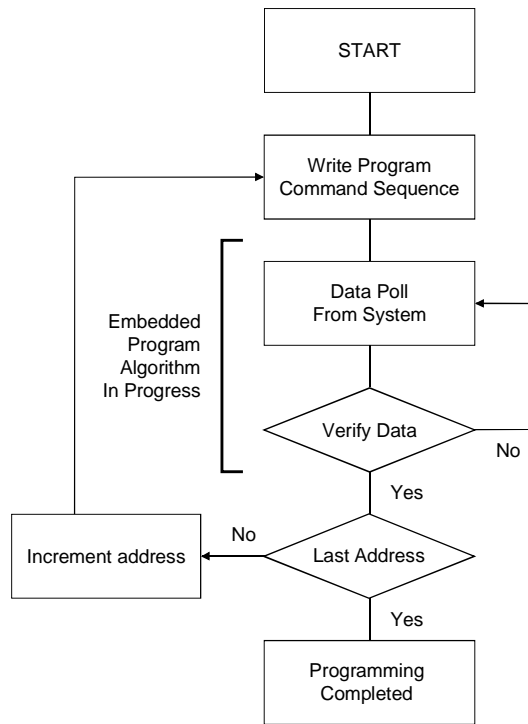 START
Write Program
Command Sequence
Data Poll
From System
Embedded
Program
Algorithm
In Progress
Verify Data
No
Yes
Increment address
No
Last Address
Yes
Programming
Completed